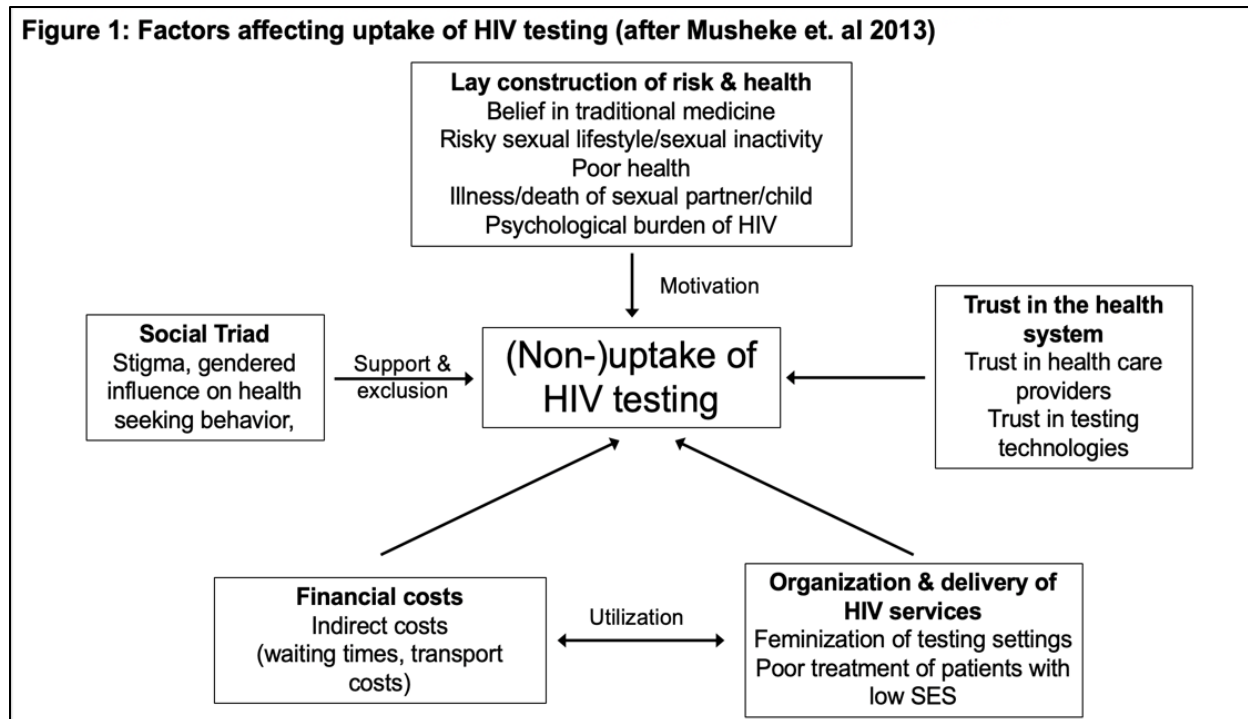 Figure 1: Factors affecting uptake of HIV testing (after Musheke et. al 2013)
Lay construction of risk & health
Belief in traditional medicine
Risky sexual lifestyle/sexual inactivity
Poor health
Illness/death of sexual partner/child
Psychological burden of HIV
Motivation
Social Triad
Stigma, gendered
influence on health
seeking behavior,
Support &
exclusion
(Non-)uptake of
HIV testing
Trust in the health
system
Trust in health care
providers
Trust in testing
technologies
Financial costs
Indirect costs
(waiting times, transport
costs)
Utilization
Organization & delivery of
HIV services
Feminization of testing settings
Poor treatment of patients with
low SES